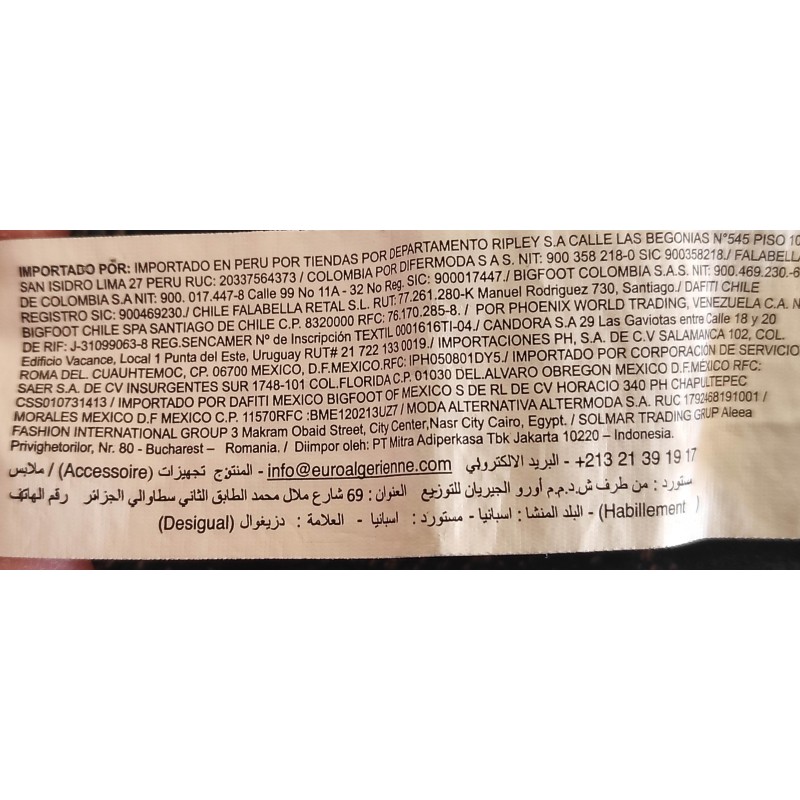 IMPORTADO PÓR: IMPORTADO EN PERU POR TIENDAS POR DEPARTAMENTO RIPLEY S.A CALLE LAS BEGONIAS N°545 PISO 10
SAN ISIDRO LIMA 27 PERU RUC: 20337564373 / COLOMBIA POR DIFERMODA S A S. NIT: 900 358 218-0 SIC 900358218./ FALABELLA
DE COLOMBIA S.A NIT: 900. 017.447-8 Calle 99 No 11A - 32 No Reg. SIC: 900017447./ BIGFOOT COLOMBIA S.A.S. NIT: 900.469.230-6
REGISTRO SIC: 900469230./ CHILE FALABELLA RETAL S.L. RUT: 77.261.280-K Manuel Rodriguez 730, Santiago./ DAFITI CHILE
BIGFOOT CHILE SPA SANTIAGO DE CHILE C.P. 8320000 RFC: 76.170.285-8. / POR PHOENIX WORLD TRADING, VENEZUELA C.A. N
DE RIF: J-31099063-8 REG.SENCAMER N° de Inscripción TEXTIL 0001616TI-04./ CANDORA S.A 29 Las Gaviotas entre Calle 18 y 20
Edificio Vacance, Local 1 Punta del Este, Uruguay RUT# 21 722 133 0019./ IMPORTACIONES PH, SA. DE C.V SALAMANCA 102, COL.
ROMA DEL. CUAUHTEMOC, CP. 06700 MEXICO, D.F.MEXICO.RFC: IPH050801DY5./ IMPORTADO POR CORPORACIÓN DE SERVICIO
SAER S.A. DE CV INSURGENTES SUR 1748-101 COL.FLORIDA C.P. 01030 DEL.ALVARO OBREGON MEXICO D.F.MÉXICO RFC:
CSS010731413 / IMPORTADO POR DAFITI MEXICO BIGFOOT OF MEXICO S DE RL DE CV HORACIO 340 PH CHAPULTEPEC
MORALES MEXICO D.F MEXICO C.P. 11570RFC :BME120213UZ7 / MODA ALTERNATIVA ALTERMODA S.A. RUC 1792468191001 /
FASHION INTERNATIONAL GROUP 3 Makram Obaid Street, City Center,Nasr City Cairo, Egypt. / SOLMAR TRADING GRUP Aleea
Privighetorilor, Nr. 80 - Bucharest – Romania. / Diimpor oleh: PT Mitra Adiperkasa Tbk Jakarta 10220 – Indonesia.
+213 21 39 19 17 - البريد الالكتروني info@euroalgerienne.com - المنتوج تجهيزات (Accessoire) / ملابس
ستورد : من طرف ش.ذ.م.م أورو الجيريان للتوزيع العنوان : 69 شارع ملال محمد الطابق الثاني سطاوالي الجزائر رقم الهاتف
(Habillement) - البلد المنشا : اسبانيا - مستورد : اسبانيا - العلامة : دزيغوال (Desigual)